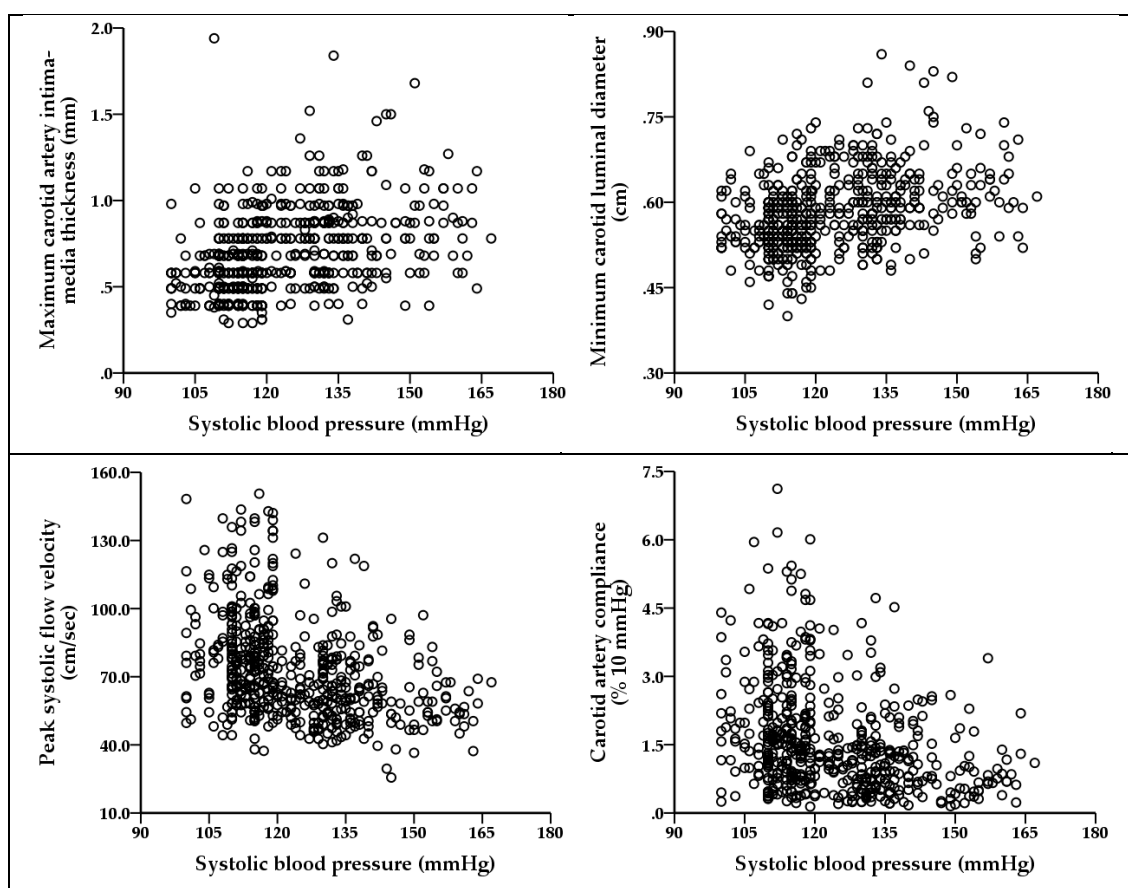 Maximum carotid artery intima-
media thickness (mm)
2.0
1.5
1.0
.5
.0
90 105 120 135 150 165 180
Systolic blood pressure (mmHg)
Minimum carotid luminal diameter
(cm)
.90
.75
.60
.45
.30
90 105 120 135 150 165 180
Systolic blood pressure (mmHg)
Peak systolic flow velocity
(cm/sec)
160.0
130.0
100.0
70.0
40.0
10.0
90 105 120 135 150 165 180
Systolic blood pressure (mmHg)
Carotid artery compliance
(% 10 mmHg)
7.5
6.0
4.5
3.0
1.5
.0
90 105 120 135 150 165 180
Systolic blood pressure (mmHg)